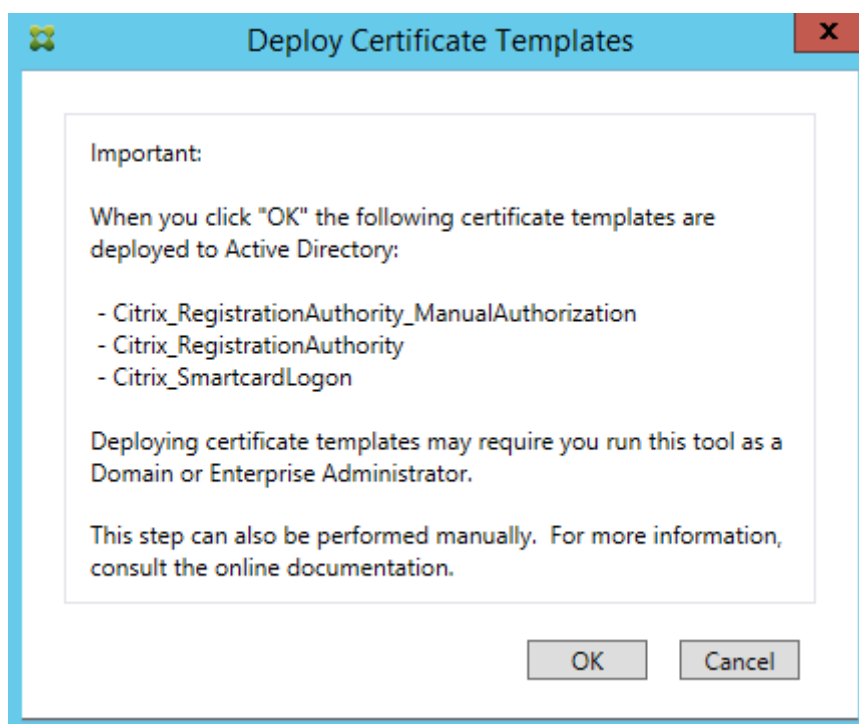 Deploy Certificate Templates
x
Important:
When you click "OK" the following certificate templates are
deployed to Active Directory:
- Citrix_RegistrationAuthority_ManualAuthorization
- Citrix_RegistrationAuthority
- Citrix_SmartcardLogon
Deploying certificate templates may require you run this tool as a
Domain or Enterprise Administrator.
This step can also be performed manually.  For more information,
consult the online documentation.
OK
Cancel